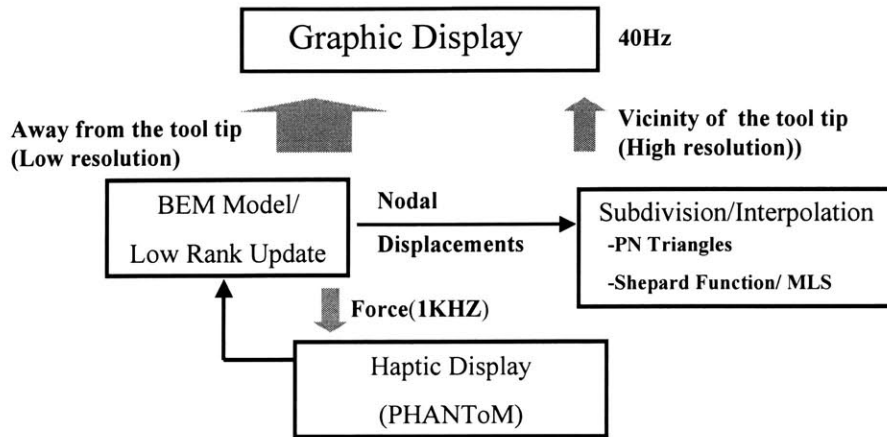 Graphic Display
40Hz
Away from the tool tip
(Low resolution)
Vicinity of the tool tip
(High resolution))
BEM Model/
Low Rank Update
Nodal
Displacements
Subdivision/Interpolation
-PN Triangles
-Shepard Function/ MLS
Force(1KHZ)
Haptic Display
(PHANToM)